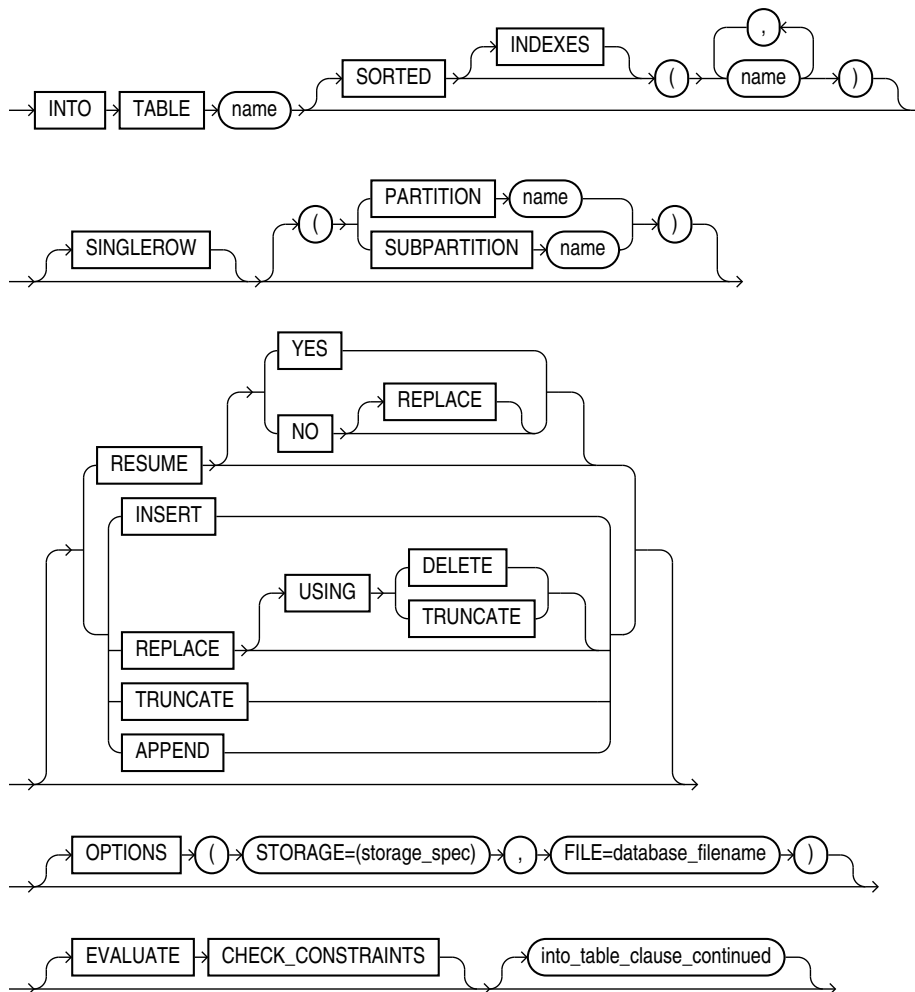 INDEXES ,
SORTED ( name )
INTO TABLE name
PARTITION name
SINGLEROW ( )
SUBPARTITION name
YES
NO REPLACE
RESUME
INSERT
DELETE
USING
TRUNCATE
REPLACE
TRUNCATE
APPEND
OPTIONS ( STORAGE=(storage_spec) , FILE=database_filename )
EVALUATE CHECK_CONSTRAINTS into_table_clause_continued